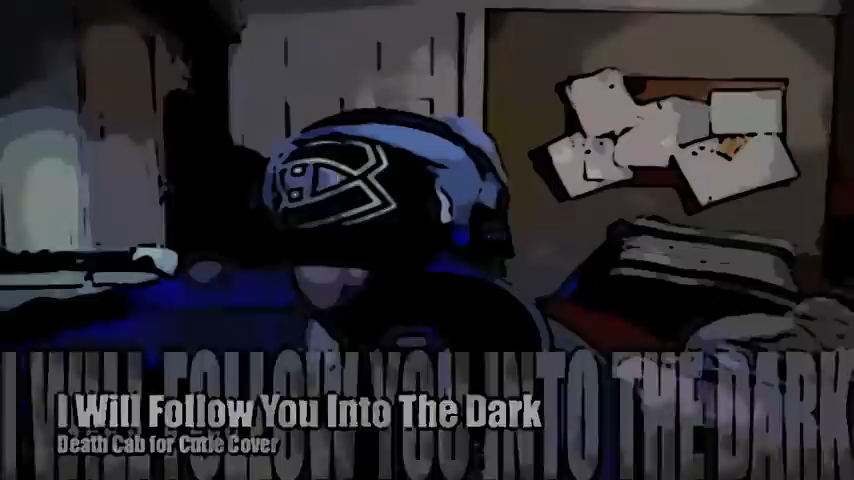 I WILL FOLLOW YOU INTO THE DARK
I Will Follow You Into The Dark
Death Cab for Cutie Cover